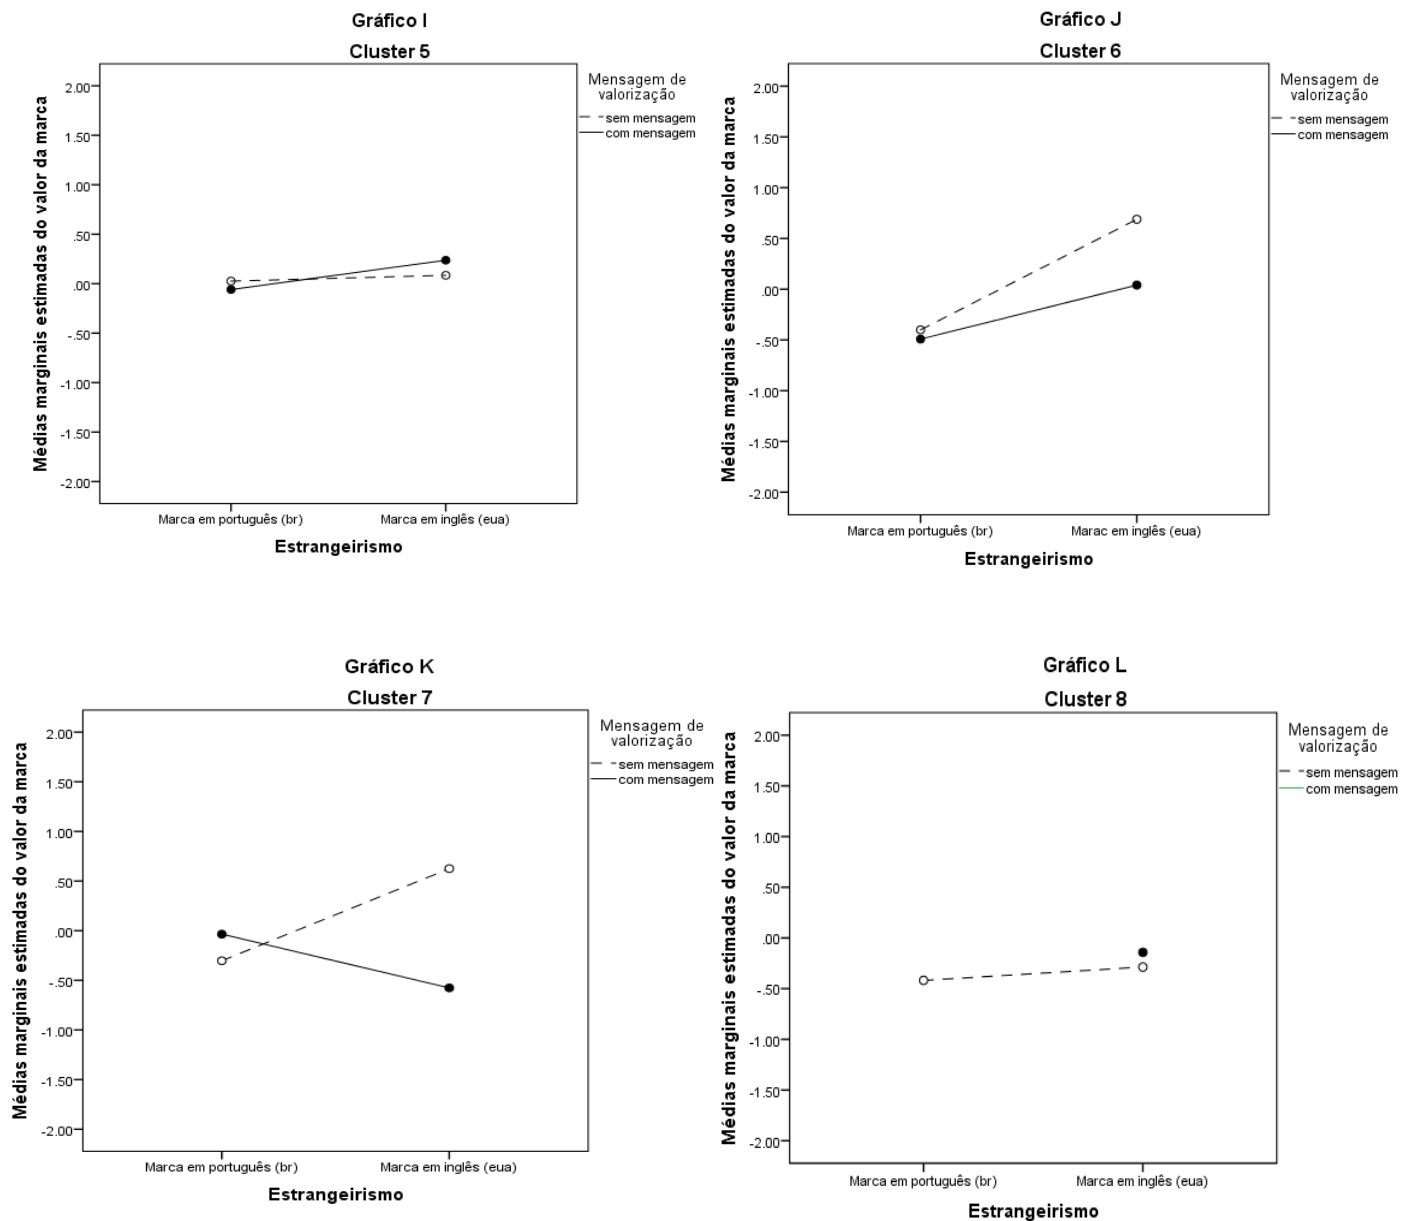 Gráfico I
Cluster 5
Médias marginais estimadas do valor da marca
2.00
1.50
1.00
.50
.00
-.50
-1.00
-1.50
-2.00
Marca em português (br)
Marca em inglês (eua)
Estrangeirismo
Mensagem de
valorização
sem mensagem
com mensagem
Gráfico J
Cluster 6
Médias marginais estimadas do valor da marca
2.00
1.50
1.00
.50
.00
-.50
-1.00
-1.50
-2.00
Marca em português (br)
Marac em inglês (eua)
Estrangeirismo
Mensagem de
valorização
sem mensagem
com mensagem
Gráfico K
Cluster 7
Médias marginais estimadas do valor da marca
2.00
1.50
1.00
.50
.00
-.50
-1.00
-1.50
-2.00
Marca em português (br)
Marca em inglês (eua)
Estrangeirismo
Mensagem de
valorização
sem mensagem
com mensagem
Gráfico L
Cluster 8
Médias marginais estimadas do valor da marca
2.00
1.50
1.00
.50
.00
-.50
-1.00
-1.50
-2.00
Marca em português (br)
Marca em inglês (eua)
Estrangeirismo
Mensagem de
valorização
sem mensagem
com mensagem